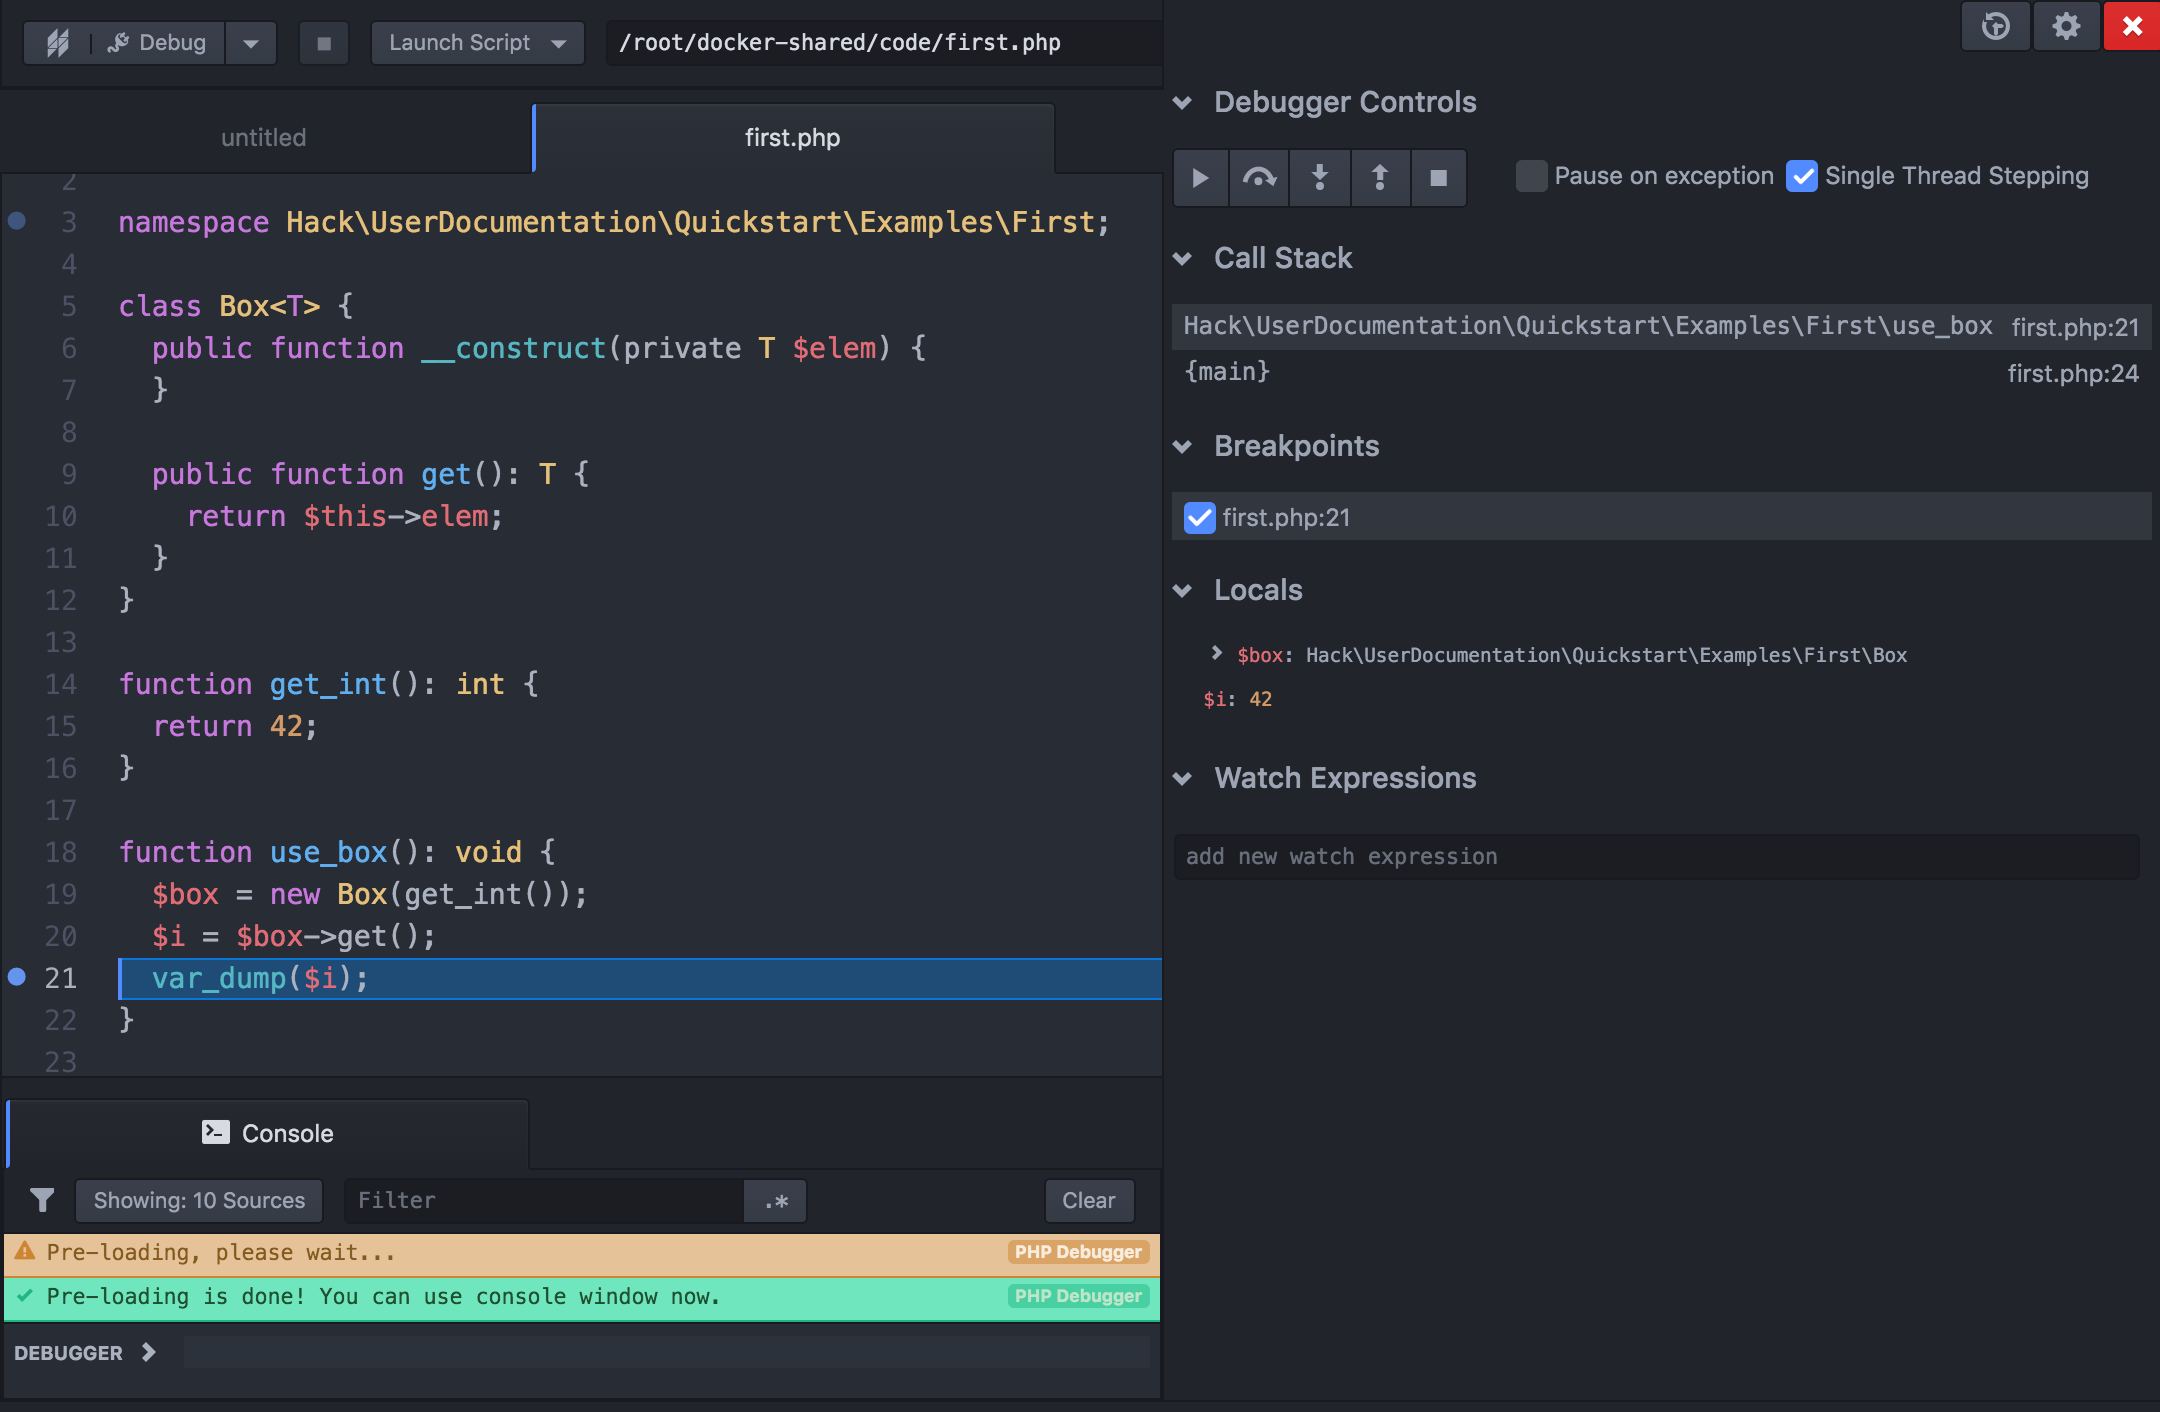 Debug
Launch Script
/root/docker-shared/code/first.php
untitled
first.php
2
3 namespace Hack\UserDocumentation\Quickstart\Examples\First;
4
5 class Box<T> {
6 public function __construct(private T $elem) {
7 }
8
9 public function get(): T {
10 return $this->elem;
11 }
12 }
13
14 function get_int(): int {
15 return 42;
16 }
17
18 function use_box(): void {
19 $box = new Box(get_int());
20 $i = $box->get();
21 var_dump($i);
22 }
23
Console
Showing: 10 Sources
Filter
.*
Clear
Pre-loading, please wait... PHP Debugger
Pre-loading is done! You can use console window now. PHP Debugger
DEBUGGER
Debugger Controls
Pause on exception
Single Thread Stepping
Call Stack
Hack\UserDocumentation\Quickstart\Examples\First\use_box first.php:21
{main} first.php:24
Breakpoints
first.php:21
Locals
$box: Hack\UserDocumentation\Quickstart\Examples\First\Box
$i: 42
Watch Expressions
add new watch expression